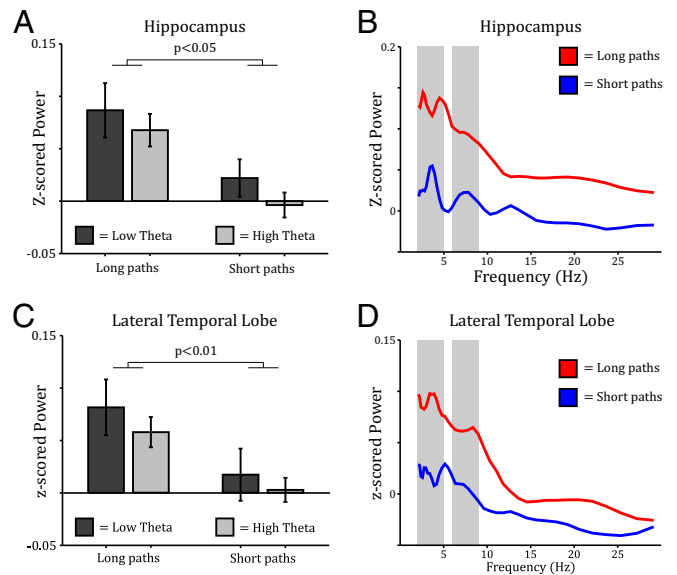 A
Hippocampus
0.15
p<0.05
Z-scored Power
= Low Theta
= High Theta
-0.05
Long paths
Short paths
B
Hippocampus
0.2
= Long paths
= Short paths
Z-scored Power
0
5
10
15
20
25
Frequency (Hz)
C
Lateral Temporal Lobe
0.15
p<0.01
z-scored Power
= Low Theta
= High Theta
-0.05
Long paths
Short paths
D
Lateral Temporal Lobe
0.15
= Long paths
= Short paths
z-scored Power
0
5
10
15
20
25
Frequency (Hz)